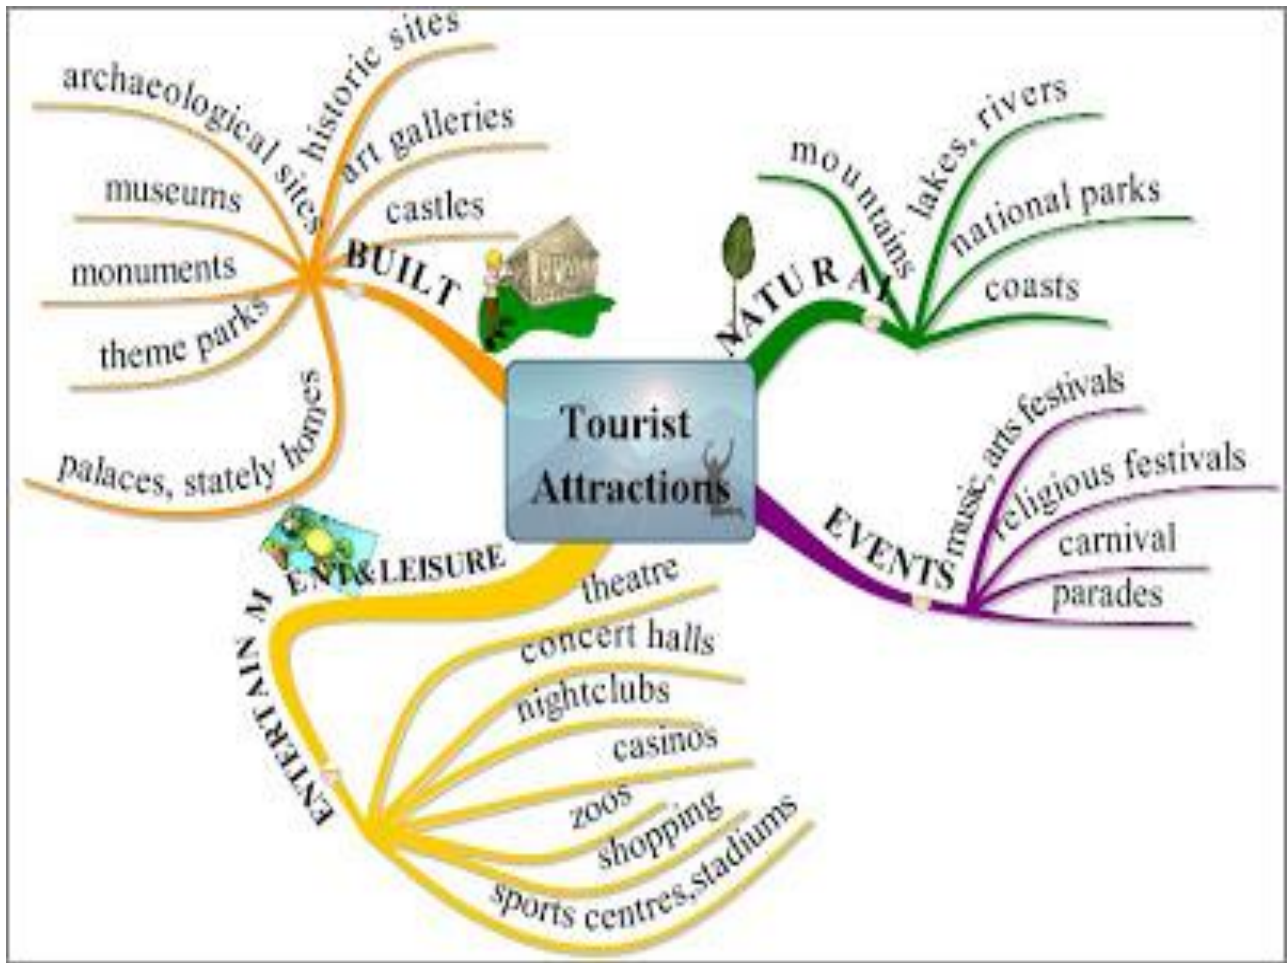 Tourist
Attractions
BUILT
historic sites
art galleries
castles
archaeological sites
museums
monuments
theme parks
palaces, stately homes
NATURAL
mountains
lakes, rivers
national parks
coasts
EVENTS
music, arts festivals
religious festivals
carnival
parades
ENTERTAINMENT&LEISURE
theatre
concert halls
nightclubs
casinos
zoos
shopping
sports centres,stadiums